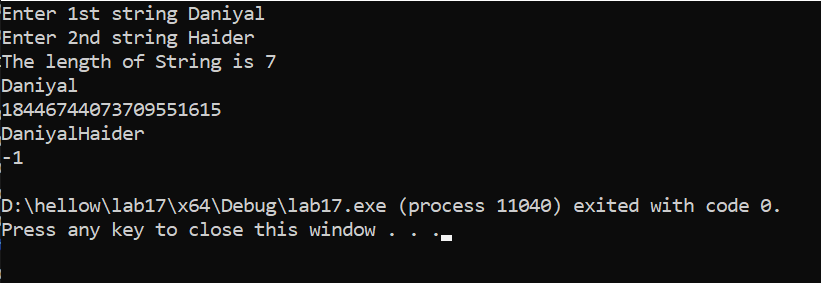 Enter 1st string Daniyal
Enter 2nd string Haider
The length of String is 7
Daniyal
18446744073709551615
DaniyalHaider
-1
D:\hellow\lab17\x64\Debug\lab17.exe (process 11040) exited with code 0.
Press any key to close this window . . .